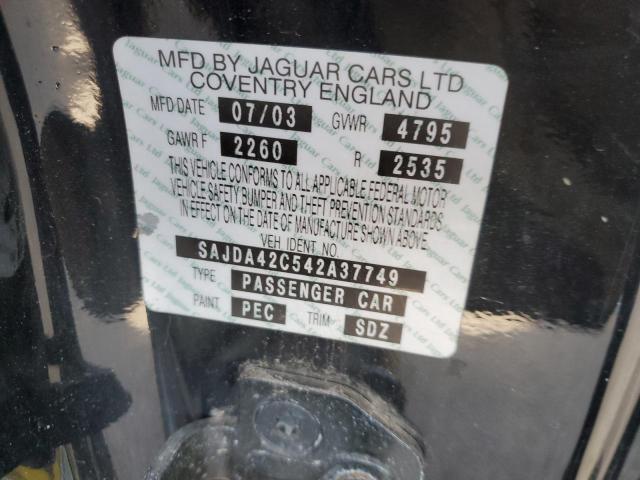 MFD BY JAGUAR CARS LTD
COVENTRY ENGLAND
MFD DATE 07/03 GVWR 4795
GAWR F 2260 R 2535
THIS VEHICLE CONFORMS TO ALL APPLICABLE FEDERAL MOTOR
VEHICLE SAFETY BUMPER AND THEFT PREVENTION STANDARDS
IN EFFECT ON THE DATE OF MANUFACTURE SHOWN ABOVE.
VEH IDENT NO.
SAJDA42C542A37749
TYPE PASSENGER CAR
PAINT PEC TRIM SDZ